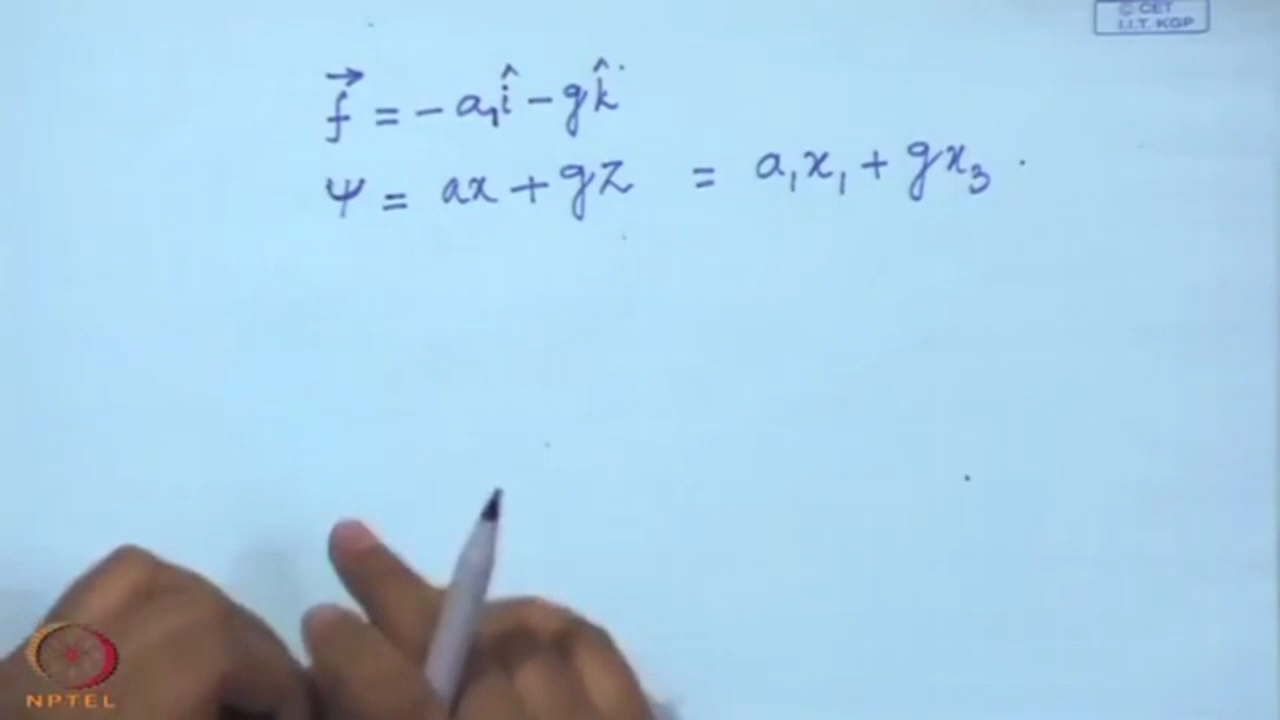 © CET
I.I.T. KGP
f⃗ = - a₁î - gk̂
ψ = ax + gz = a₁x₁ + gx₃ .
NPTEL